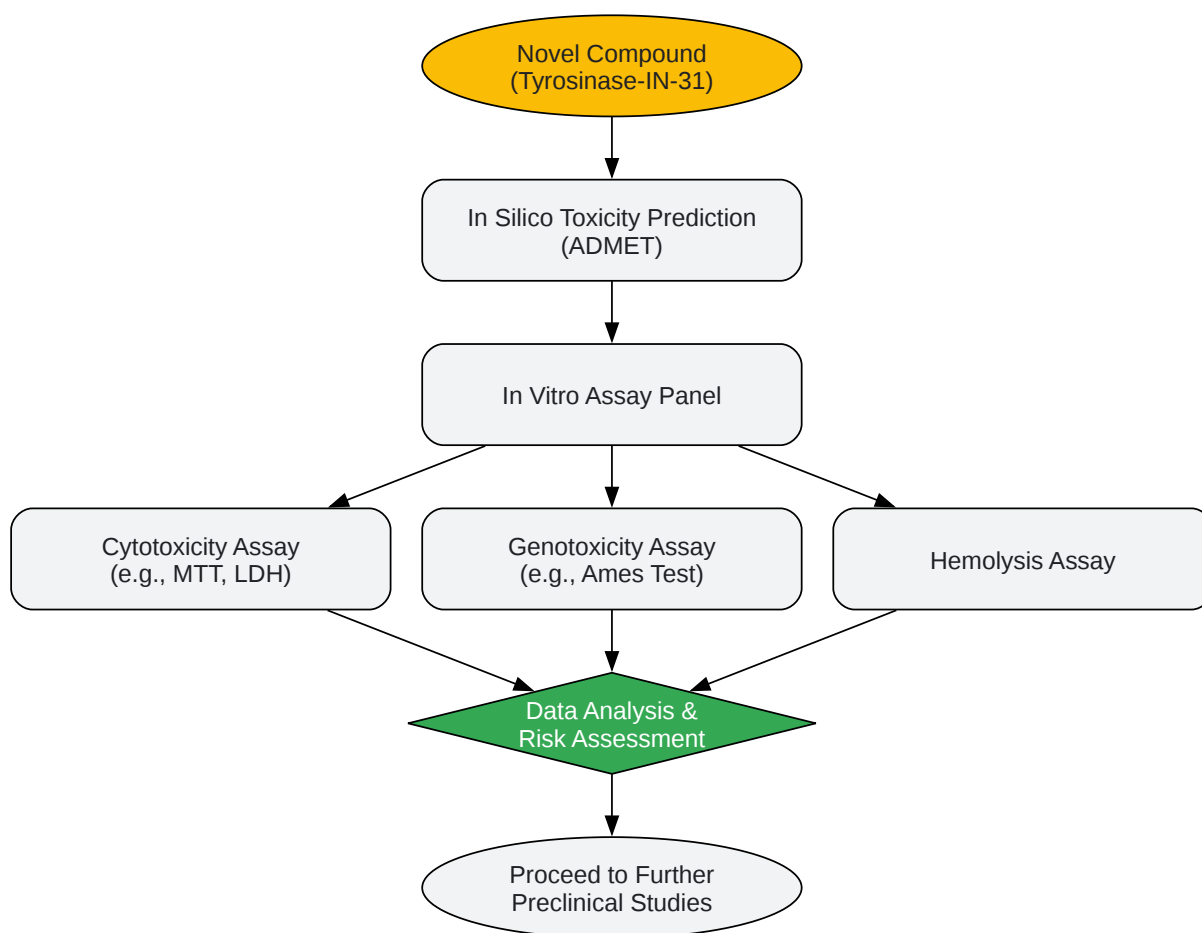 Novel Compound
(Tyrosinase-IN-31)
In Silico Toxicity Prediction
(ADMET)
In Vitro Assay Panel
Cytotoxicity Assay
(e.g., MTT, LDH)
Genotoxicity Assay
(e.g., Ames Test)
Hemolysis Assay
Data Analysis &
Risk Assessment
Proceed to Further
Preclinical Studies